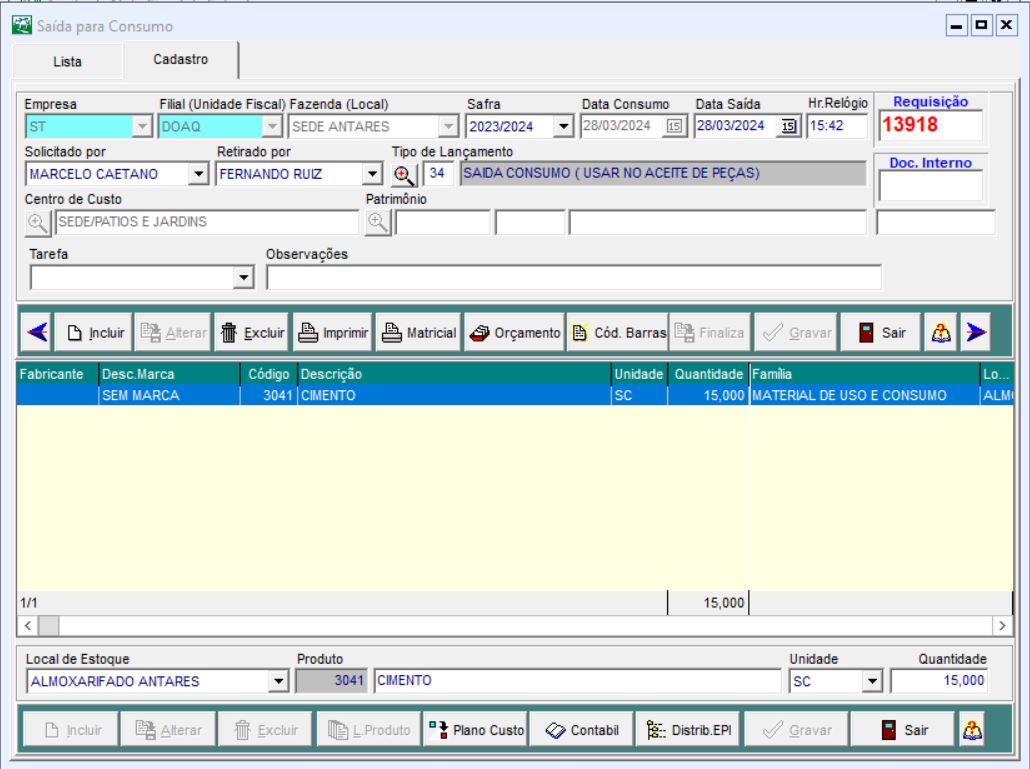 Saída para Consumo
Lista
Cadastro
Empresa Filial (Unidade Fiscal) Fazenda (Local) Safra Data Consumo Data Saída Hr.Relógio Requisição
ST DOAQ SEDE ANTARES 2023/2024 28/03/2024 15 28/03/2024 15 15:42 13918
Solicitado por Retirado por Tipo de Lançamento Doc. Interno
MARCELO CAETANO FERNANDO RUIZ 34 SAIDA CONSUMO ( USAR NO ACEITE DE PEÇAS)
Centro de Custo Patrimônio
SEDE/PATIOS E JARDINS
Tarefa Observações
Incluir Alterar Excluir Imprimir Matricial Orçamento Cód. Barras Finaliza Gravar Sair
Fabricante Desc.Marca Código Descrição Unidade Quantidade Família Lo...
SEM MARCA 3041 CIMENTO SC 15,000 MATERIAL DE USO E CONSUMO ALM
1/1 15,000
Local de Estoque Produto Unidade Quantidade
ALMOXARIFADO ANTARES 3041 CIMENTO SC 15,000
Incluir Alterar Excluir L.Produto Plano Custo Contabil Distrib.EPI Gravar Sair